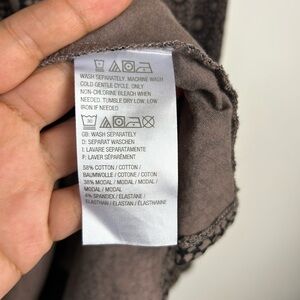 WASH SEPARATELY, MACHINE WASH
COLD GENTLE CYCLE. ONLY
NON-CHLORINE BLEACH WHEN
NEEDED. TUMBLE DRY LOW, LOW
IRON IF NEEDED
30
GB: WASH SEPARATELY
D: SEPARAT WASCHEN
I: LAVARE SEPARATAMENTE
F: LAVER SÉPARÉMENT
58% COTTON / COTTON /
BAUMWOLLE / COTONE / COTON
38% MODAL / MODAL / MODAL /
MODAL / MODAL
4% SPANDEX / ELASTANE /
ELASTHAN / ELASTAN / ÉLASTHANNE